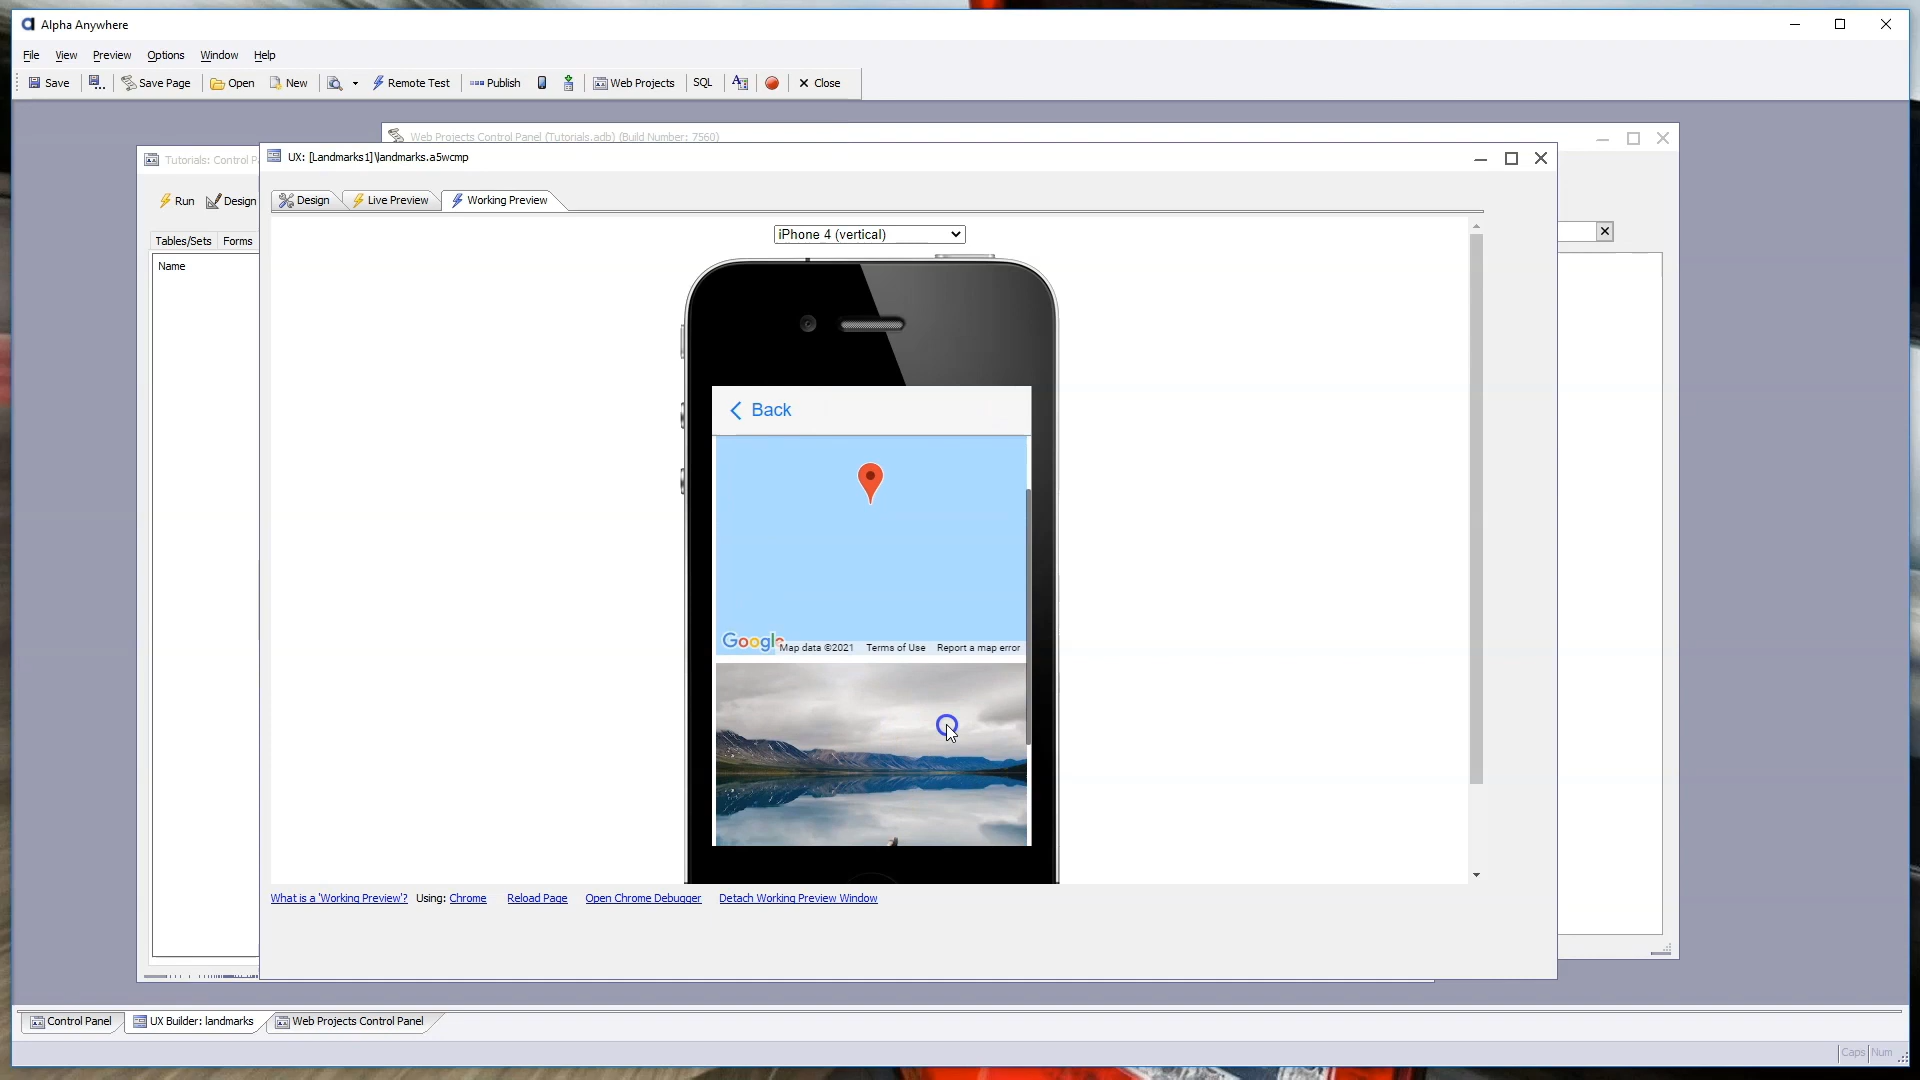 Alpha Anywhere
File View Preview Options Window Help
Save Save Page Open New Remote Test Publish Web Projects SQL Close
Web Projects Control Panel (Tutorials.adb) (Build Number: 7560)
Tutorials: Control P
UX: [Landmarks1]\landmarks.a5wcmp
Run Design
Design Live Preview Working Preview
Tables/Sets Forms
Name
iPhone 4 (vertical)
Back
Google
Map data ©2021 Terms of Use Report a map error
What is a 'Working Preview'? Using: Chrome Reload Page Open Chrome Debugger Detach Working Preview Window
Control Panel UX Builder: landmarks Web Projects Control Panel
Caps Num